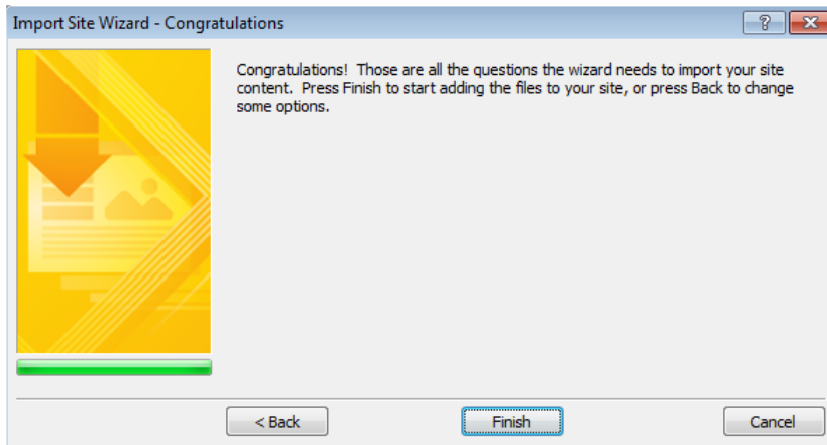 Import Site Wizard - Congratulations
Congratulations! Those are all the questions the wizard needs to import your site
content. Press Finish to start adding the files to your site, or press Back to change
some options.
< Back
Finish
Cancel